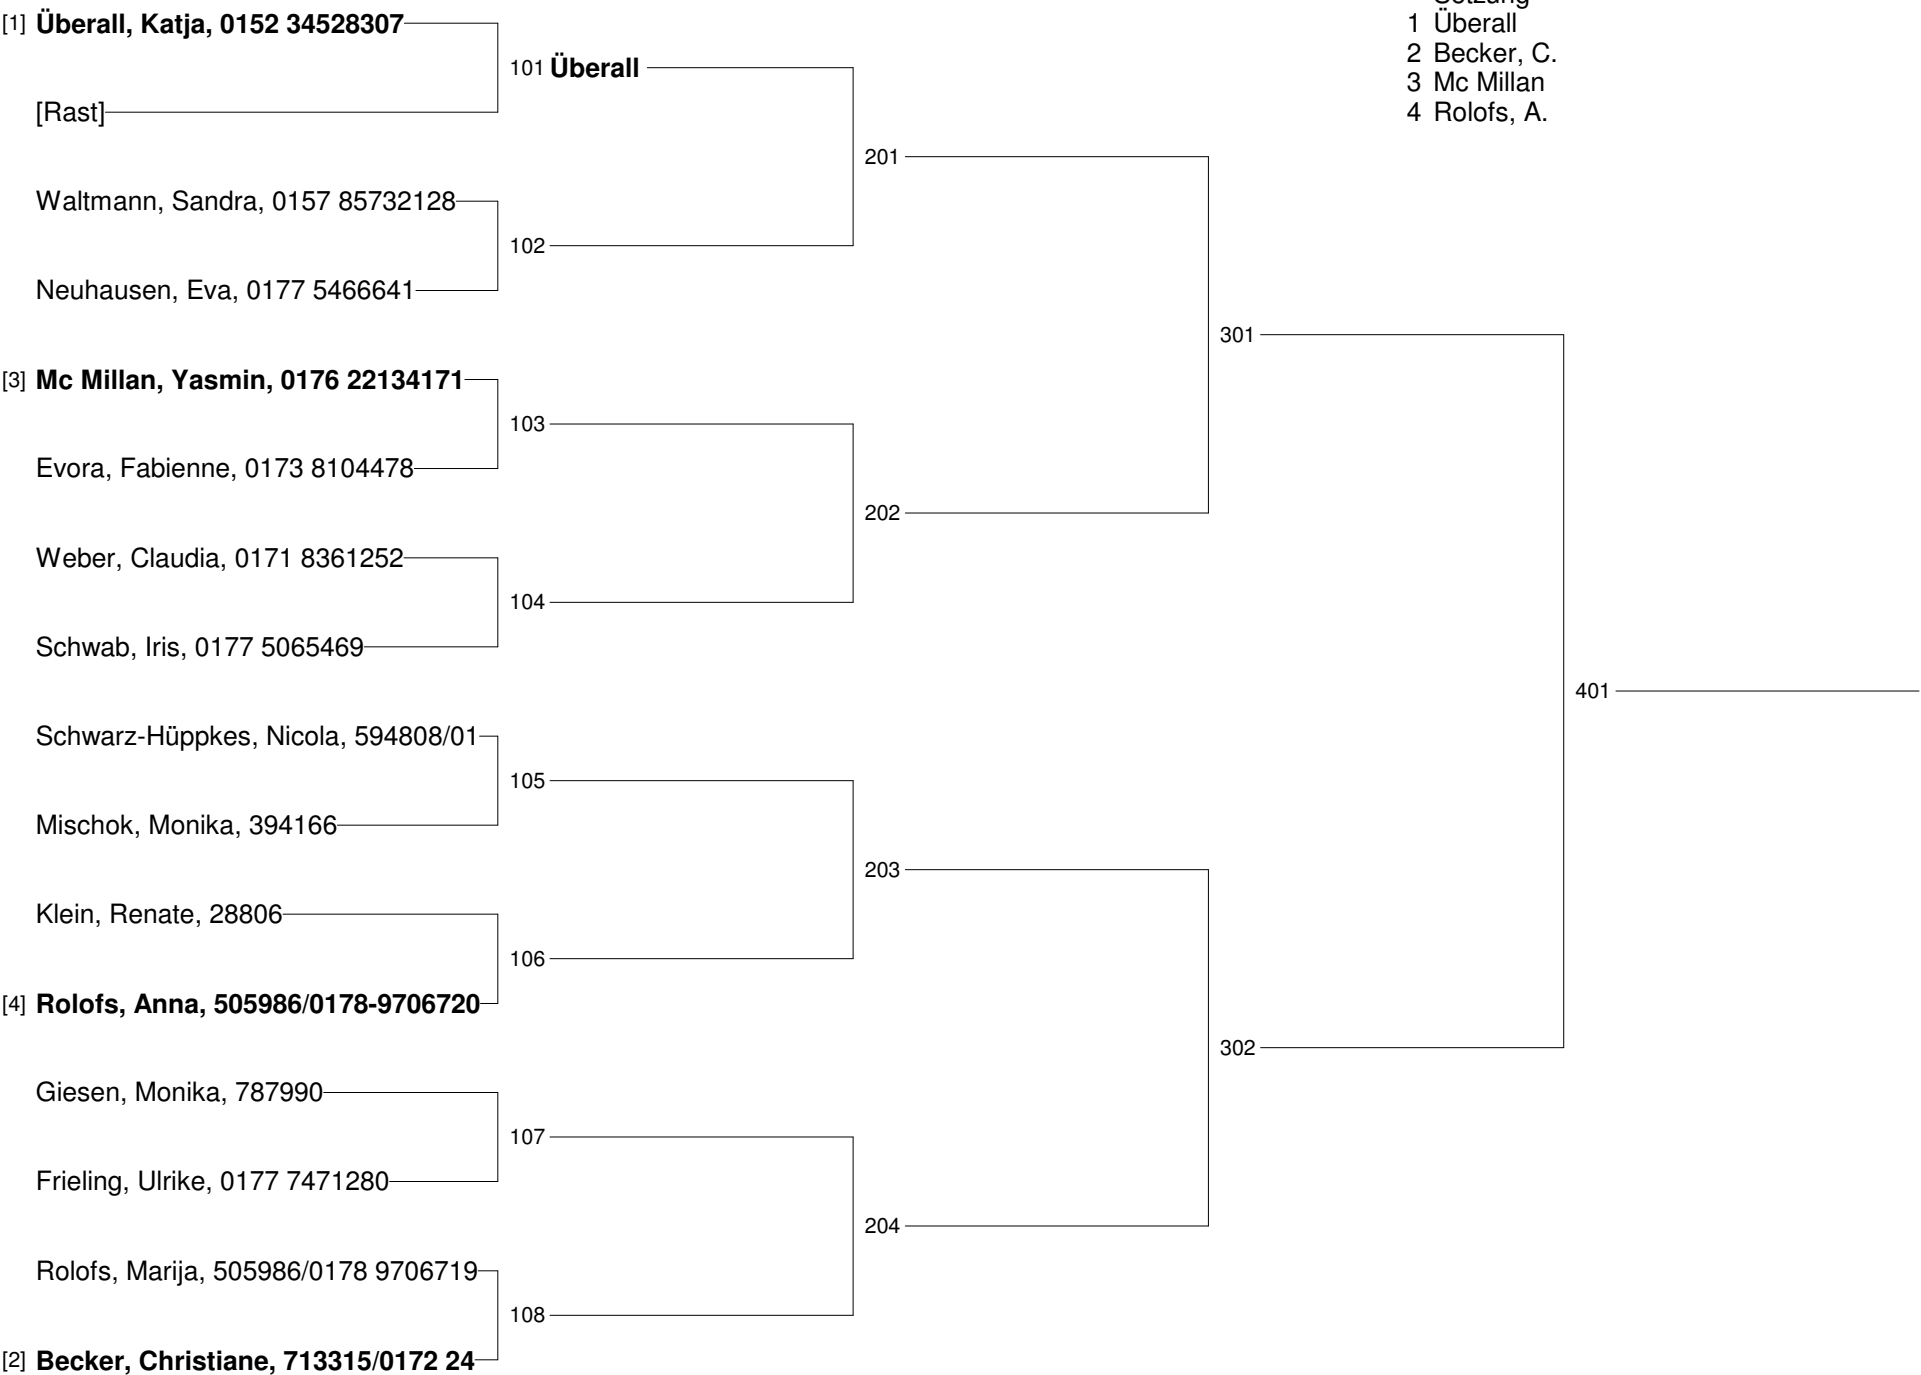 [1] Überall, Katja, 0152 34528307
[Rast]
Waltmann, Sandra, 0157 85732128
Neuhausen, Eva, 0177 5466641
[3] Mc Millan, Yasmin, 0176 22134171
Evora, Fabienne, 0173 8104478
Weber, Claudia, 0171 8361252
Schwab, Iris, 0177 5065469
Schwarz-Hüppkes, Nicola, 594808/01
Mischok, Monika, 394166
Klein, Renate, 28806
[4] Rolofs, Anna, 505986/0178-9706720
Giesen, Monika, 787990
Frieling, Ulrike, 0177 7471280
Rolofs, Marija, 505986/0178 9706719
[2] Becker, Christiane, 713315/0172 24
101 Überall
102
103
104
105
106
107
108
201
202
203
204
301
302
401
Setzung
1 Überall
2 Becker, C.
3 Mc Millan
4 Rolofs, A.